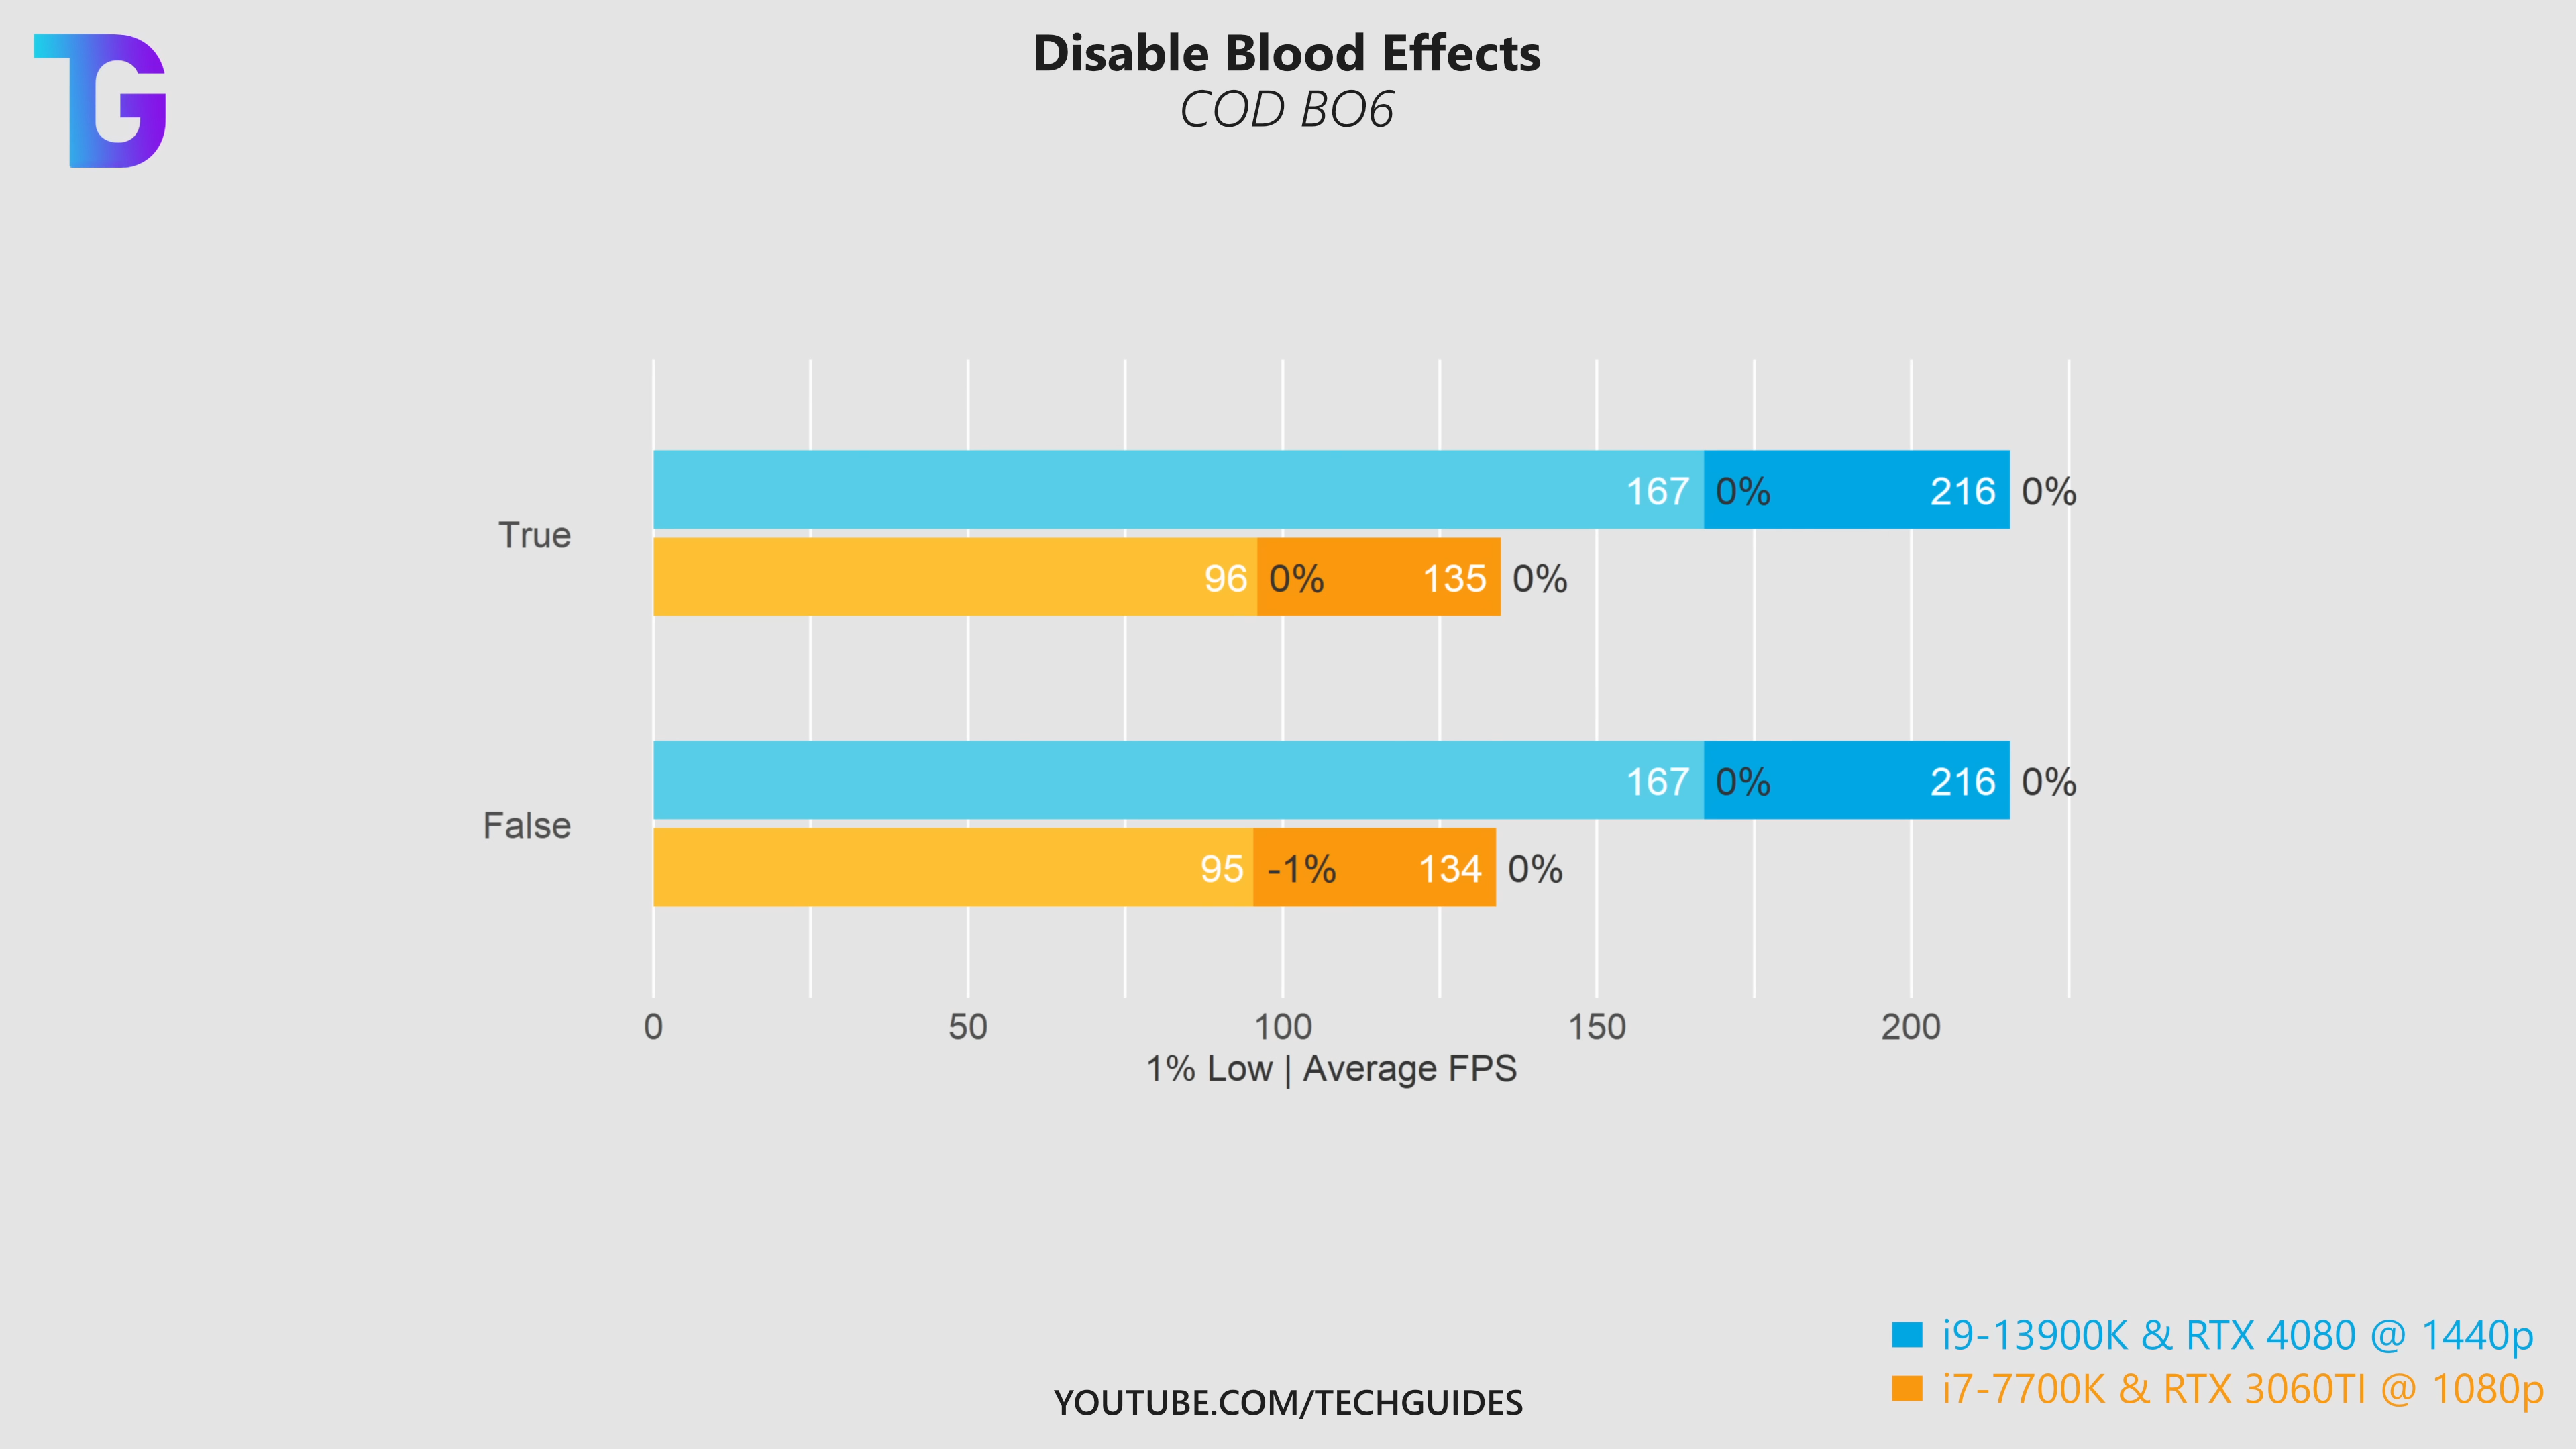 TG
Disable Blood Effects
COD BO6
True
167 0% 216 0%
96 0% 135 0%
False
167 0% 216 0%
95 -1% 134 0%
0 50 100 150 200
1% Low | Average FPS
i9-13900K & RTX 4080 @ 1440p
i7-7700K & RTX 3060TI @ 1080p
YOUTUBE.COM/TECHGUIDES